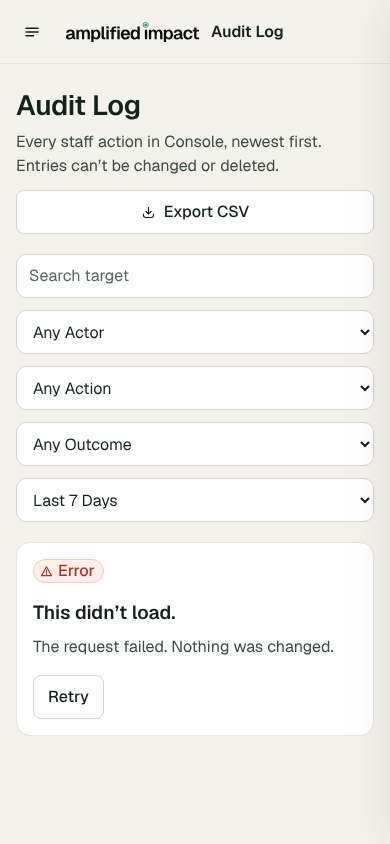 amplified impact Audit Log
Audit Log
Every staff action in Console, newest first.
Entries can’t be changed or deleted.
Export CSV
Search target
Any Actor
Any Action
Any Outcome
Last 7 Days
Error
This didn’t load.
The request failed. Nothing was changed.
Retry